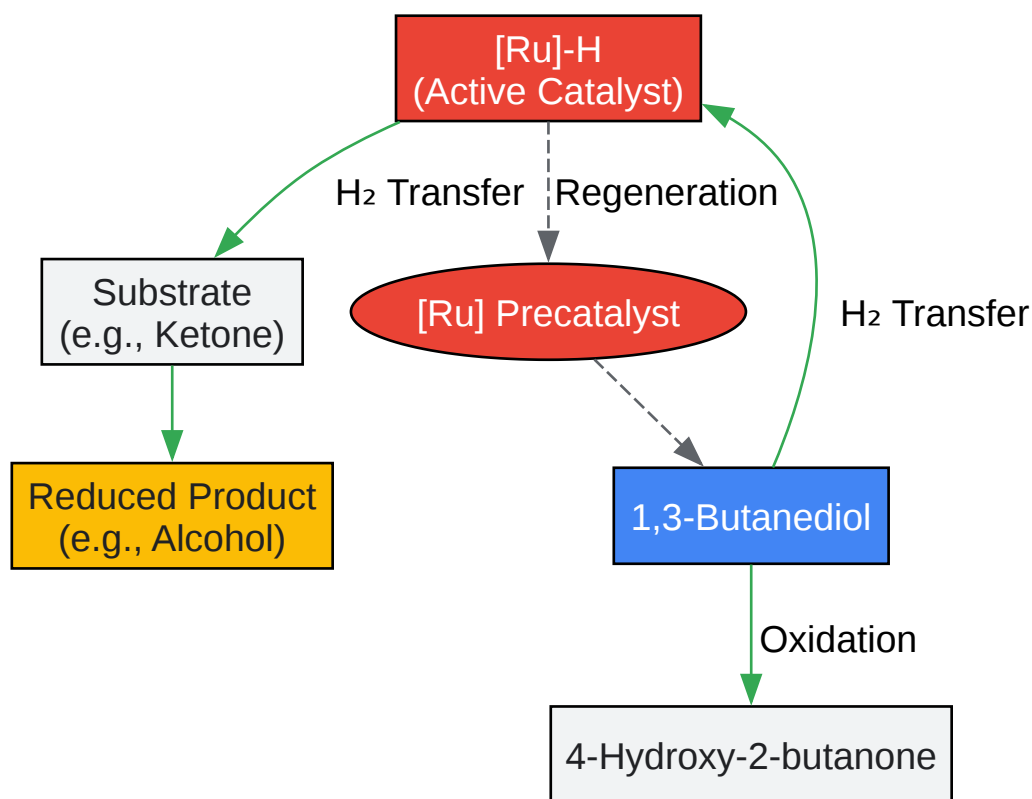 [Ru]-H
(Active Catalyst)
H₂ Transfer
Regeneration
Substrate
(e.g., Ketone)
[Ru] Precatalyst
H₂ Transfer
Reduced Product
(e.g., Alcohol)
1,3-Butanediol
Oxidation
4-Hydroxy-2-butanone